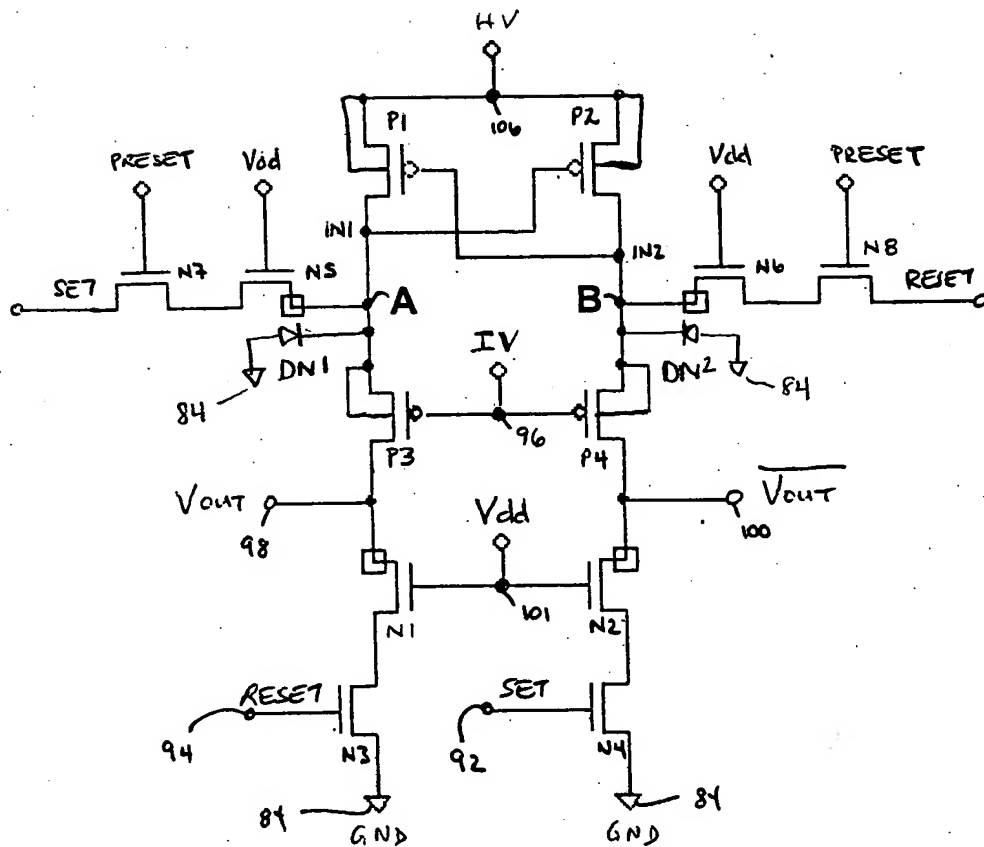 HV
106
P1
P2
PRESET
Vdd
Vdd
PRESET
IN1
IN2
N7
N5
N6
N8
SET
RESET
A
B
DN1
DN2
IV
84
84
96
P3
P4
VOUT
VOUT
98
100
Vdd
101
N1
N2
RESET
SET
94
92
N3
N4
84
84
GND
GND